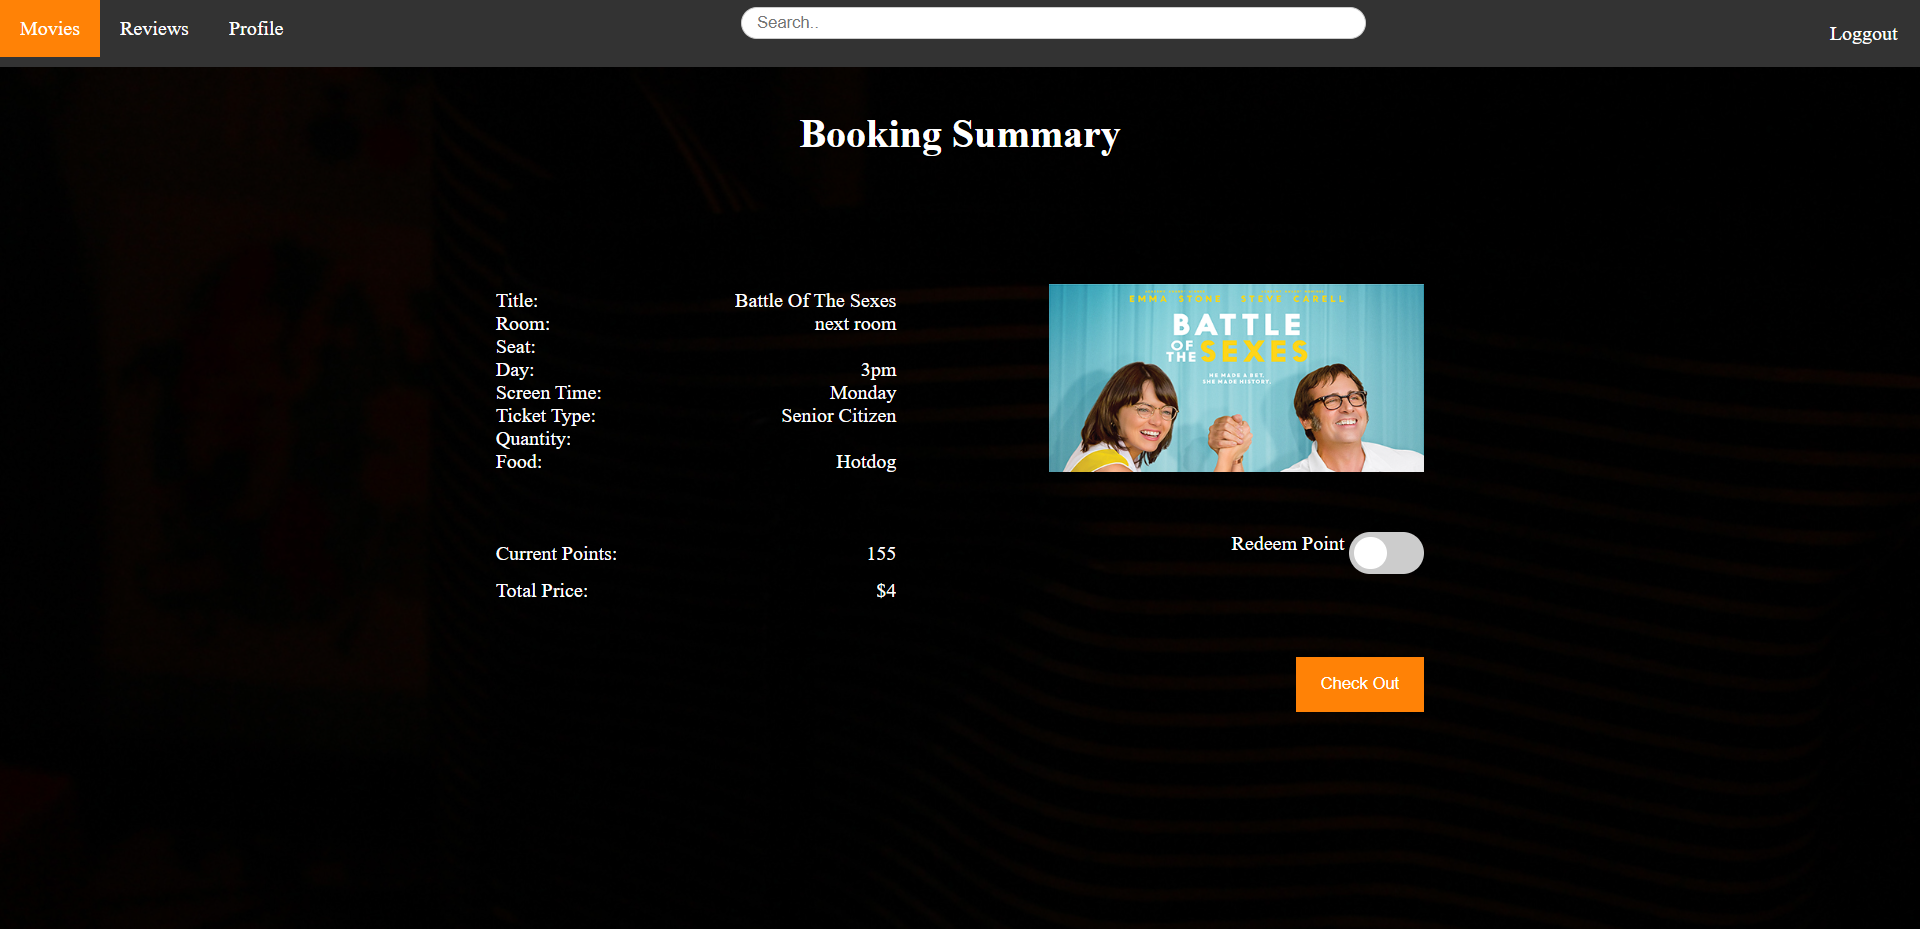 Movies Reviews Profile Search.. Loggout
Booking Summary
Title: Battle Of The Sexes
Room: next room
Seat:
Day: 3pm
Screen Time: Monday
Ticket Type: Senior Citizen
Quantity:
Food: Hotdog
EMMA STONE STEVE CARELL
BATTLE
OF THE SEXES
HE MADE A BET.
SHE MADE HISTORY.
Current Points: 155
Redeem Point
Total Price: $4
Check Out